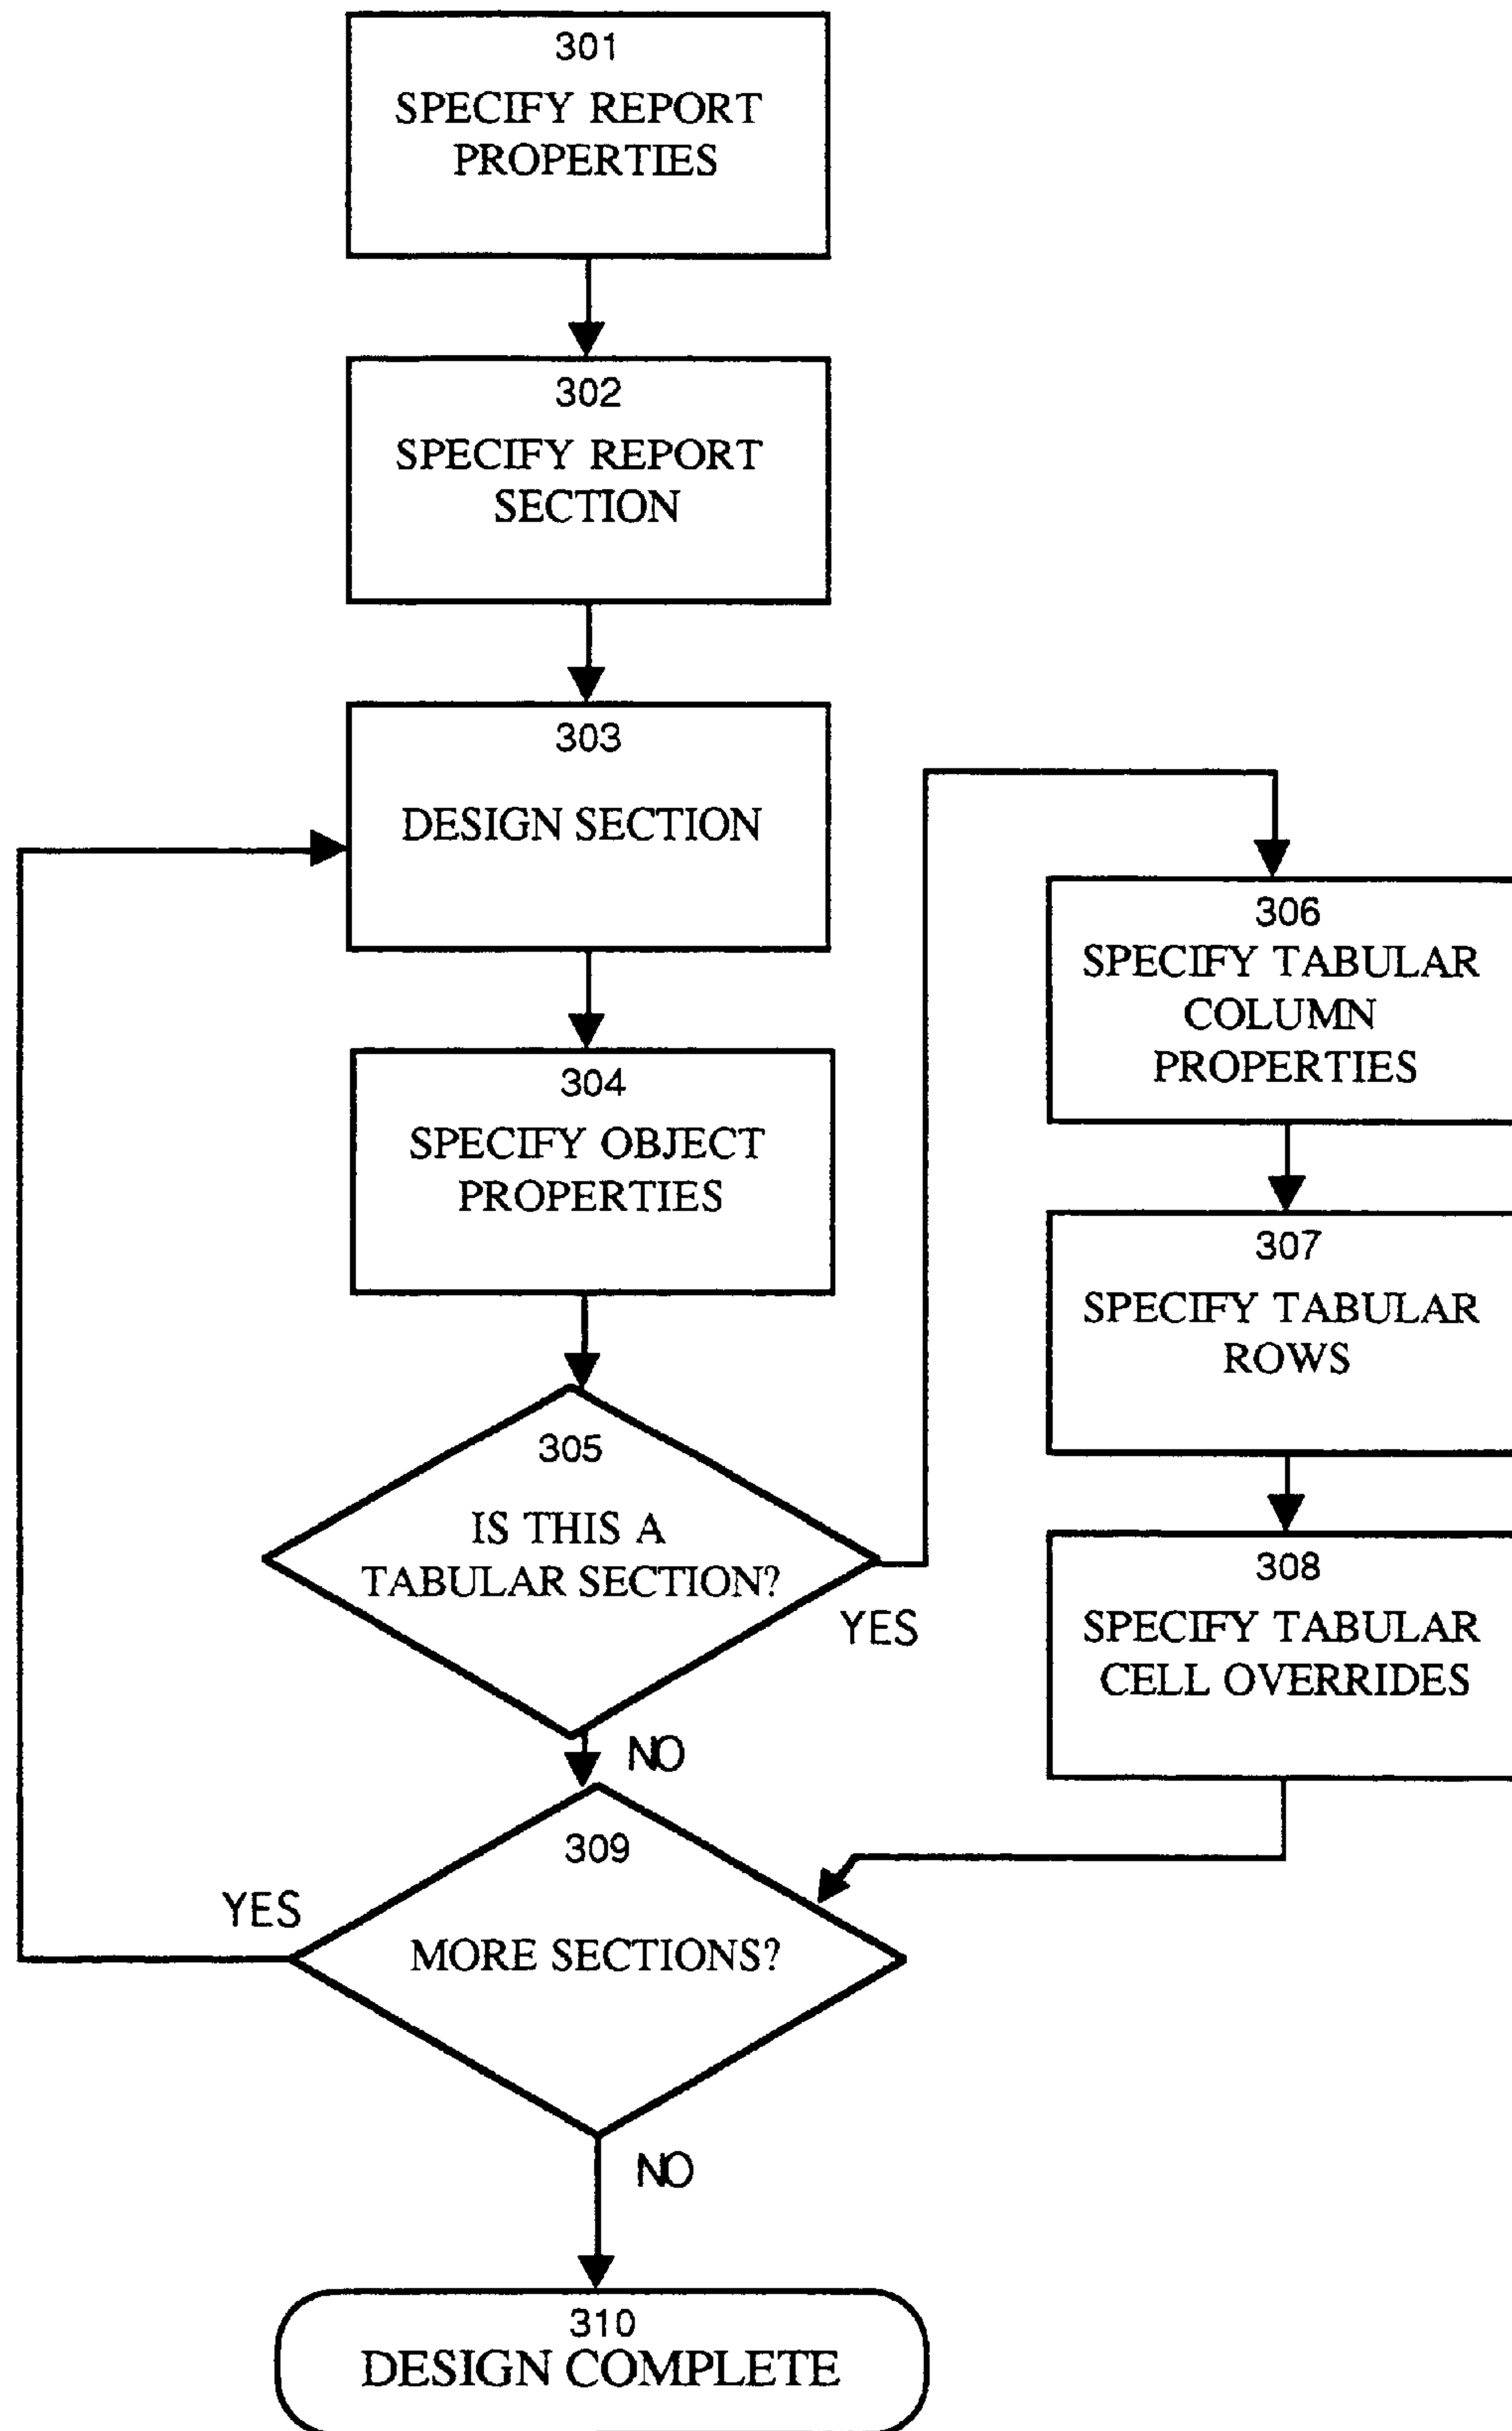 301
SPECIFY REPORT
PROPERTIES
302
SPECIFY REPORT
SECTION
303
DESIGN SECTION
304
SPECIFY OBJECT
PROPERTIES
305
IS THIS A
TABULAR SECTION?
YES
NO
306
SPECIFY TABULAR
COLUMN
PROPERTIES
307
SPECIFY TABULAR
ROWS
308
SPECIFY TABULAR
CELL OVERRIDES
309
MORE SECTIONS?
YES
NO
310
DESIGN COMPLETE